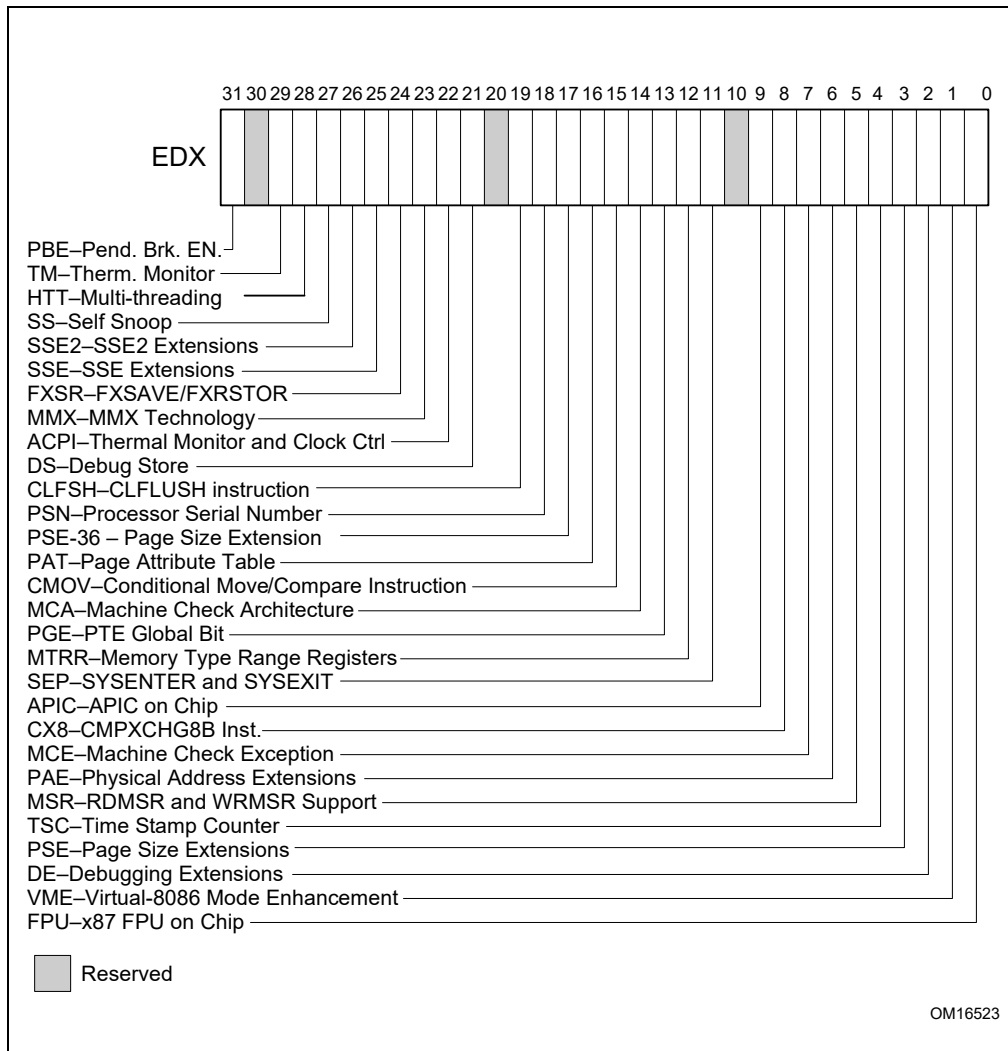 31 30 29 28 27 26 25 24 23 22 21 20 19 18 17 16 15 14 13 12 11 10 9 8 7 6 5 4 3 2 1 0
EDX
PBE–Pend. Brk. EN.
TM–Therm. Monitor
HTT–Multi-threading
SS–Self Snoop
SSE2–SSE2 Extensions
SSE–SSE Extensions
FXSR–FXSAVE/FXRSTOR
MMX–MMX Technology
ACPI–Thermal Monitor and Clock Ctrl
DS–Debug Store
CLFSH–CLFLUSH instruction
PSN–Processor Serial Number
PSE-36 – Page Size Extension
PAT–Page Attribute Table
CMOV–Conditional Move/Compare Instruction
MCA–Machine Check Architecture
PGE–PTE Global Bit
MTRR–Memory Type Range Registers
SEP–SYSENTER and SYSEXIT
APIC–APIC on Chip
CX8–CMPXCHG8B Inst.
MCE–Machine Check Exception
PAE–Physical Address Extensions
MSR–RDMSR and WRMSR Support
TSC–Time Stamp Counter
PSE–Page Size Extensions
DE–Debugging Extensions
VME–Virtual-8086 Mode Enhancement
FPU–x87 FPU on Chip
Reserved
OM16523